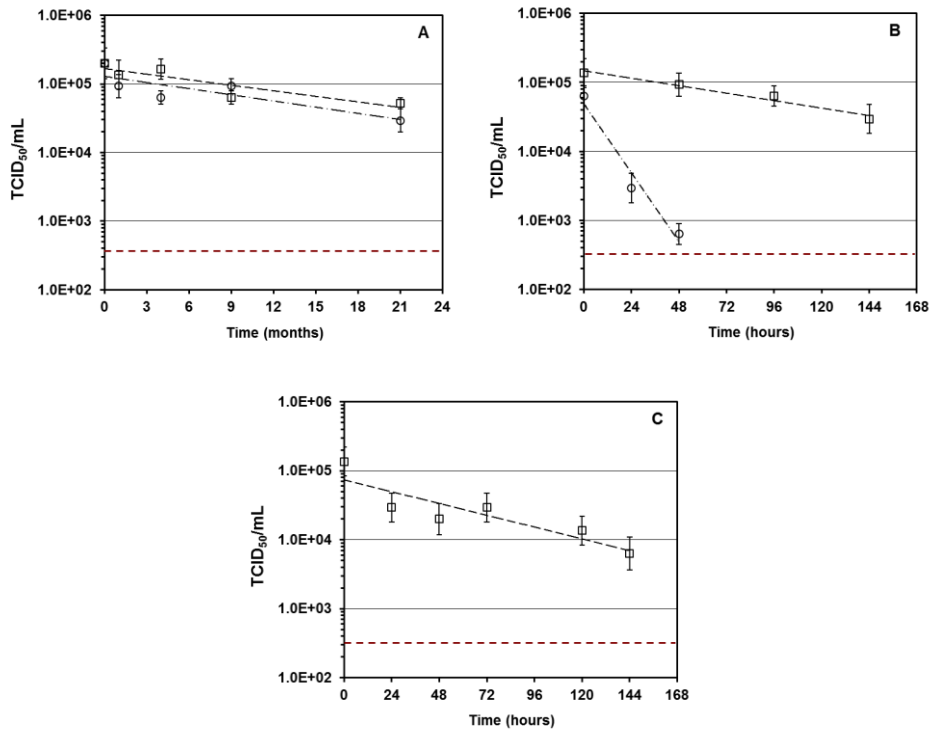 A
TCID50/mL
1.0E+06
1.0E+05
1.0E+04
1.0E+03
1.0E+02
0 3 6 9 12 15 18 21 24
Time (months)
B
TCID50/mL
1.0E+06
1.0E+05
1.0E+04
1.0E+03
1.0E+02
0 24 48 72 96 120 144 168
Time (hours)
C
TCID50/mL
1.0E+06
1.0E+05
1.0E+04
1.0E+03
1.0E+02
0 24 48 72 96 120 144 168
Time (hours)